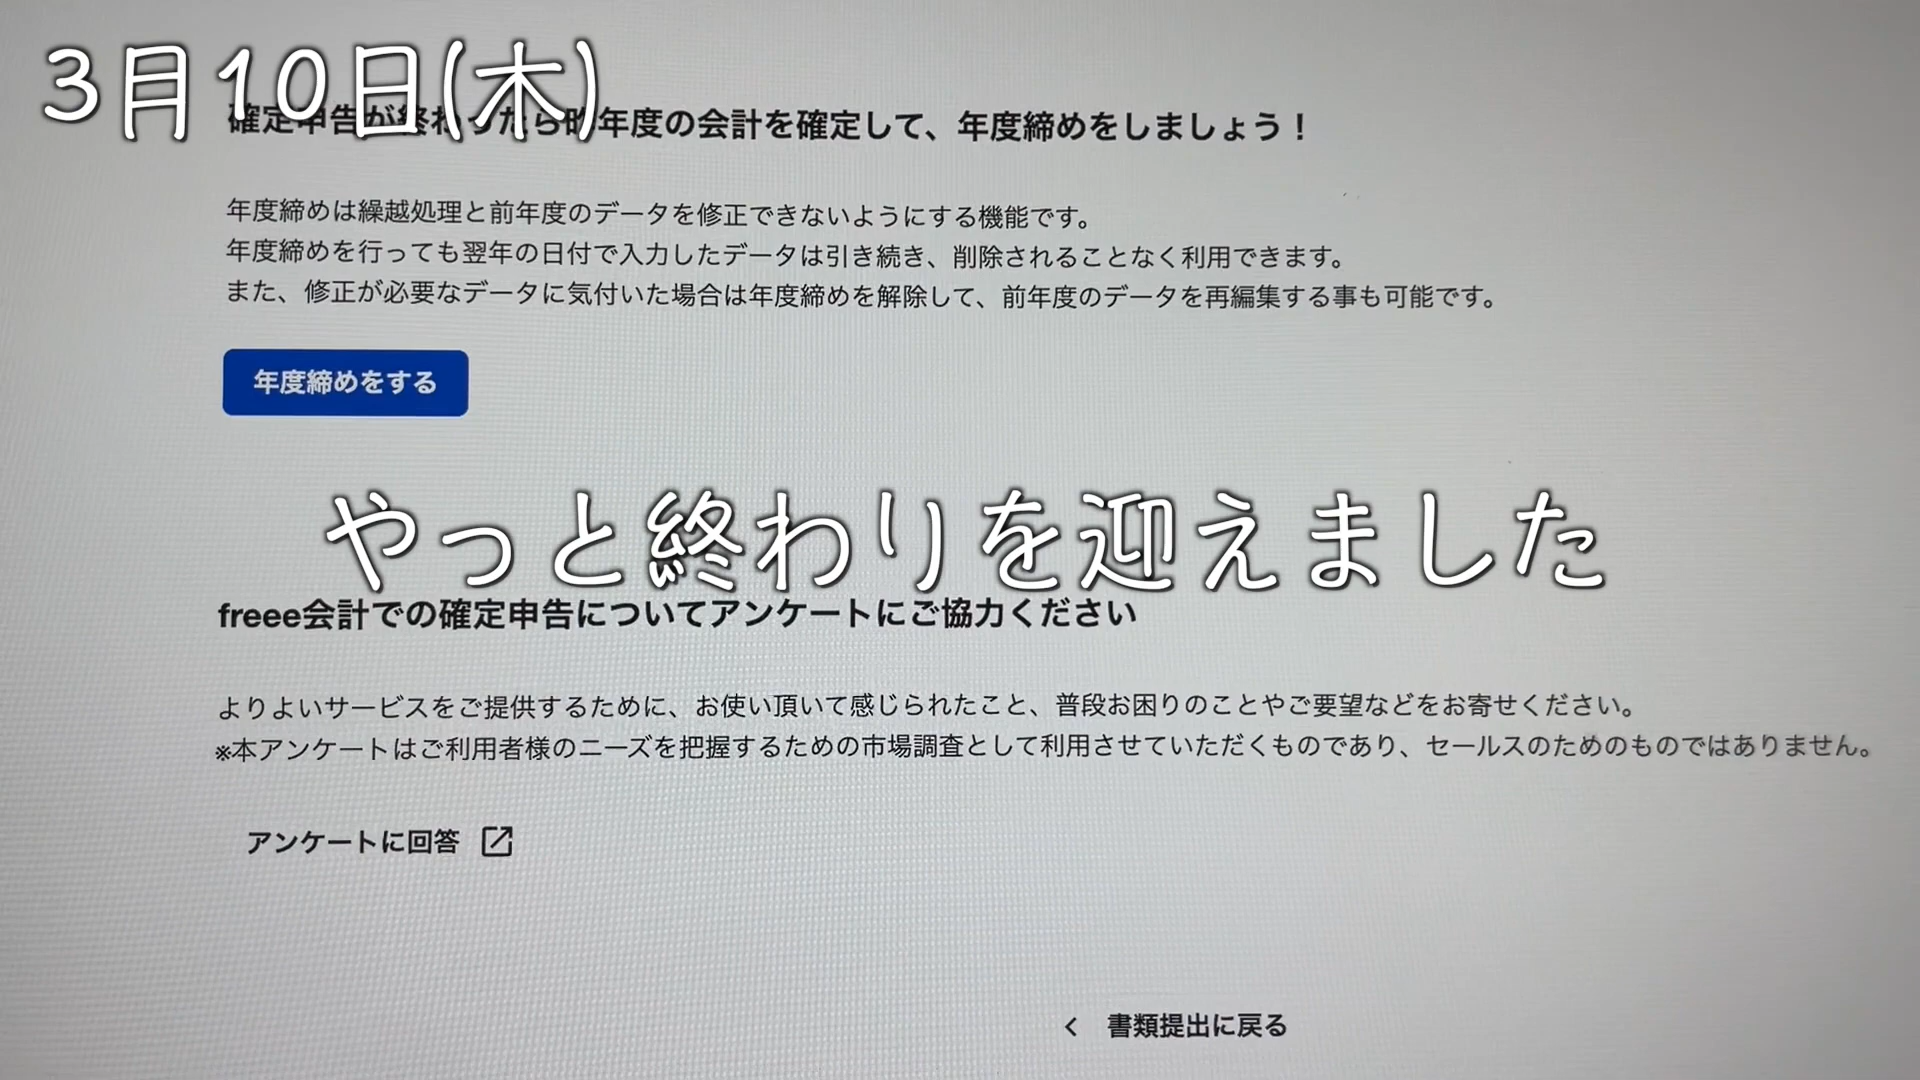 3月10日(木)
確定申告が終わったら昨年度の会計を確定して、年度締めをしましょう！
年度締めは繰越処理と前年度のデータを修正できないようにする機能です。
年度締めを行っても翌年の日付で入力したデータは引き続き、削除されることなく利用できます。
また、修正が必要なデータに気付いた場合は年度締めを解除して、前年度のデータを再編集する事も可能です。
年度締めをする
やっと終わりを迎えました
freee会計での確定申告についてアンケートにご協力ください
よりよいサービスをご提供するために、お使い頂いて感じられたこと、普段お困りのことやご要望などをお寄せください。
※本アンケートはご利用者様のニーズを把握するための市場調査として利用させていただくものであり、セールスのためのものではありません。
アンケートに回答
< 書類提出に戻る